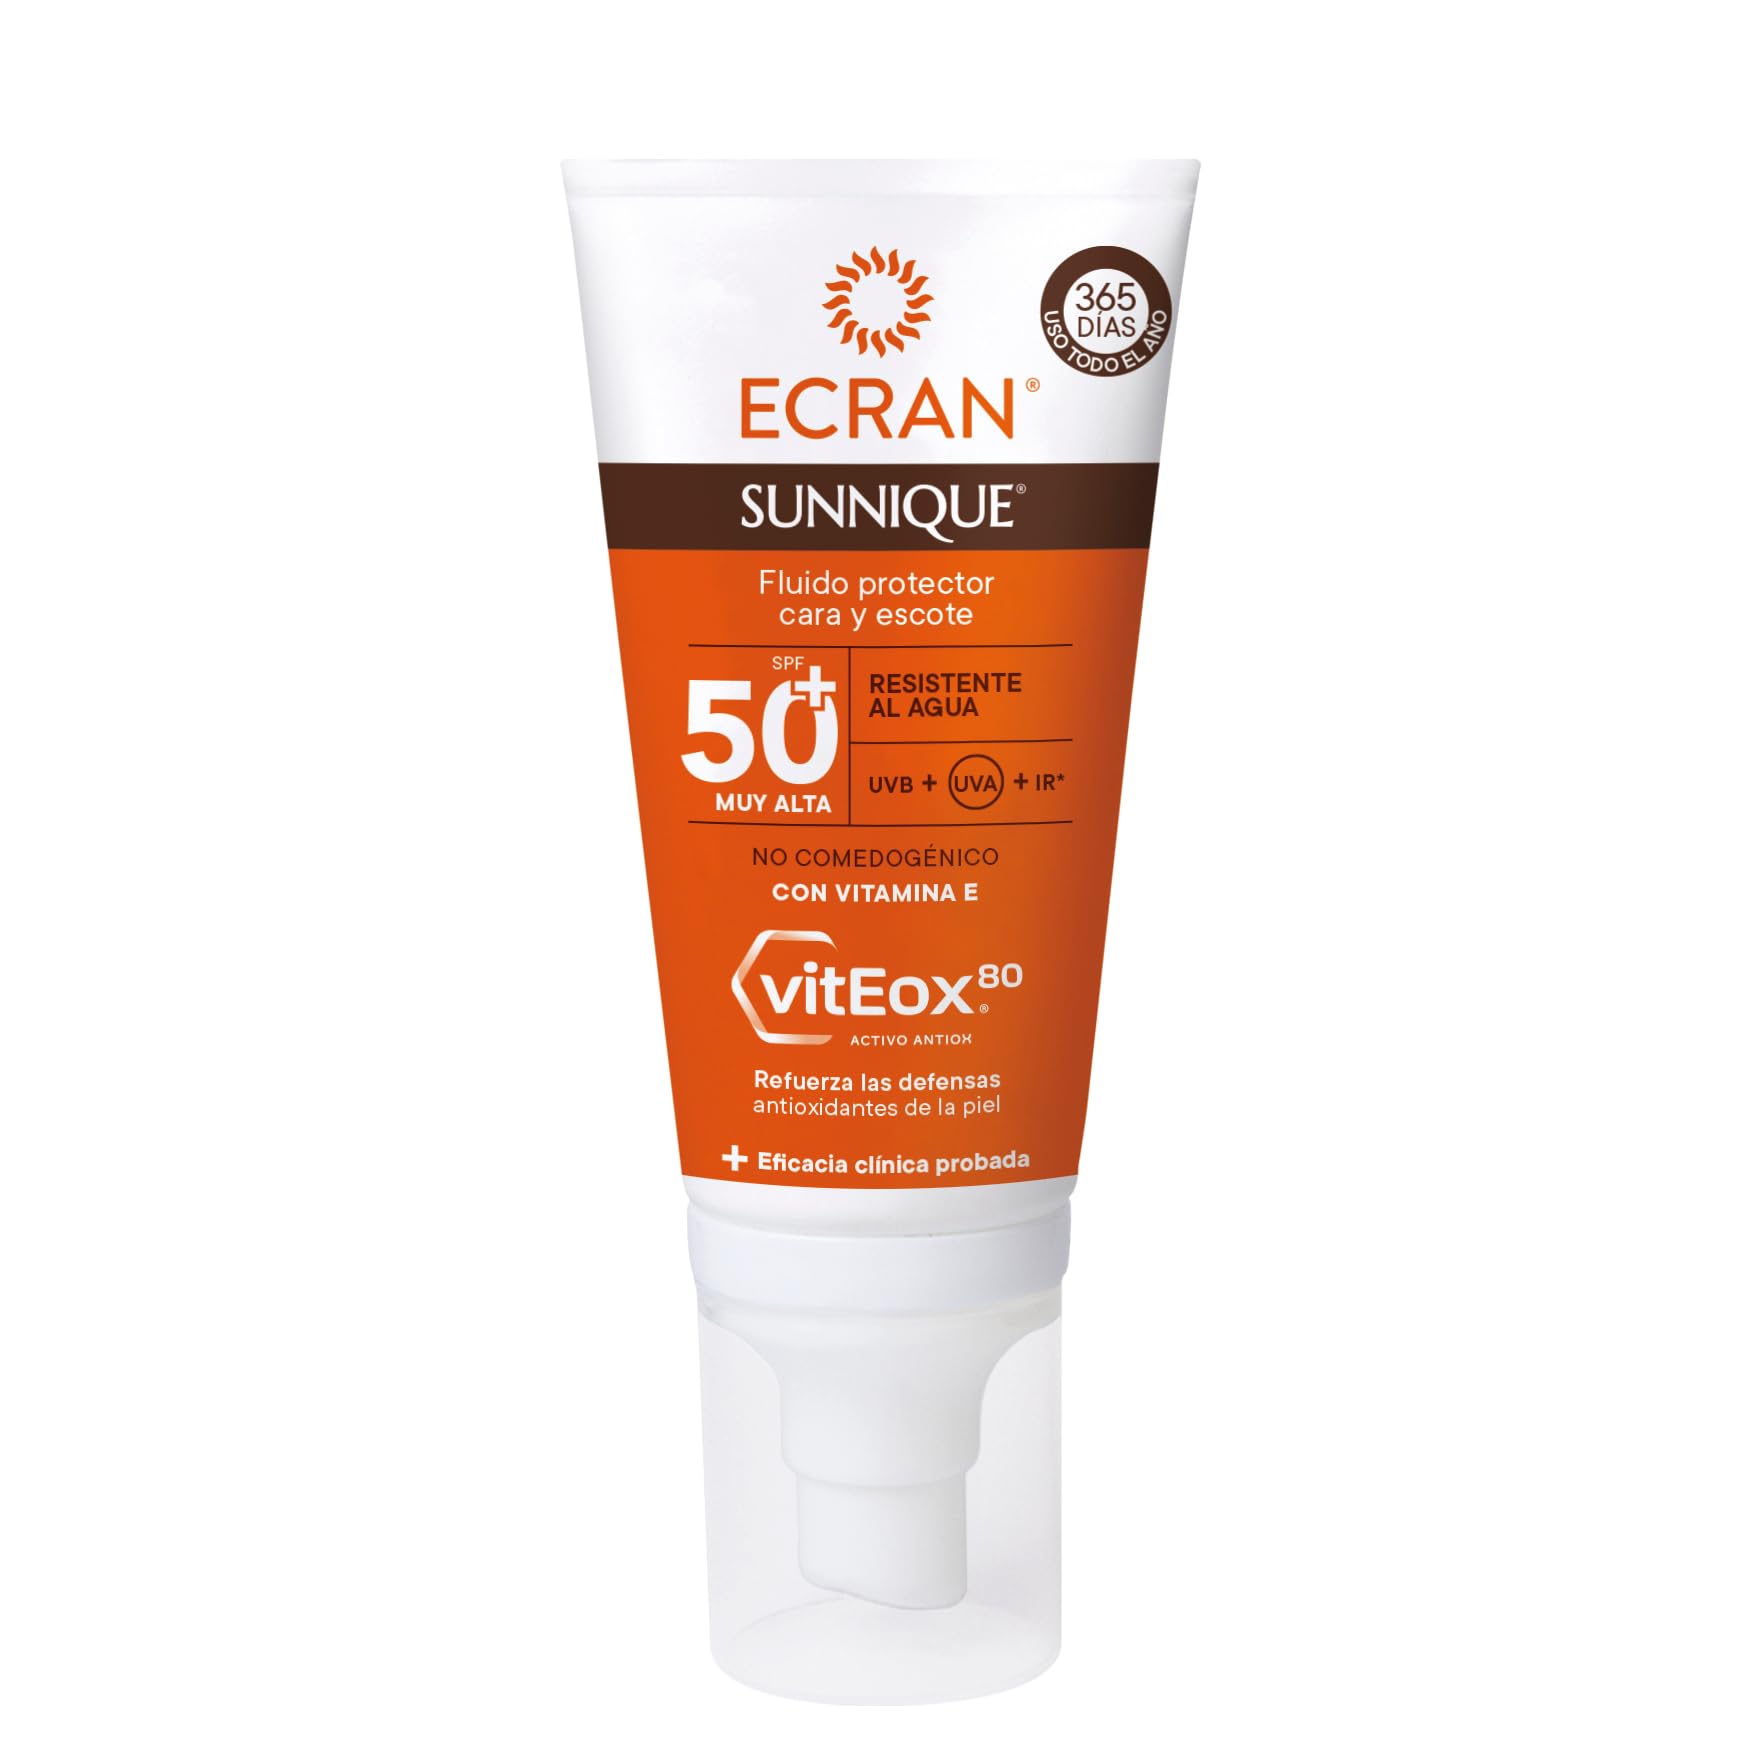 365
DÍAS
USO TODO EL AÑO
ECRAN®
SUNNIQUE®
Fluido protector
cara y escote
SPF
50+
MUY ALTA
RESISTENTE
AL AGUA
UVB + UVA + IR*
NO COMEDOGÉNICO
CON VITAMINA E
vitEox80®
ACTIVO ANTIOX
Refuerza las defensas
antioxidantes de la piel
+ Eficacia clínica probada